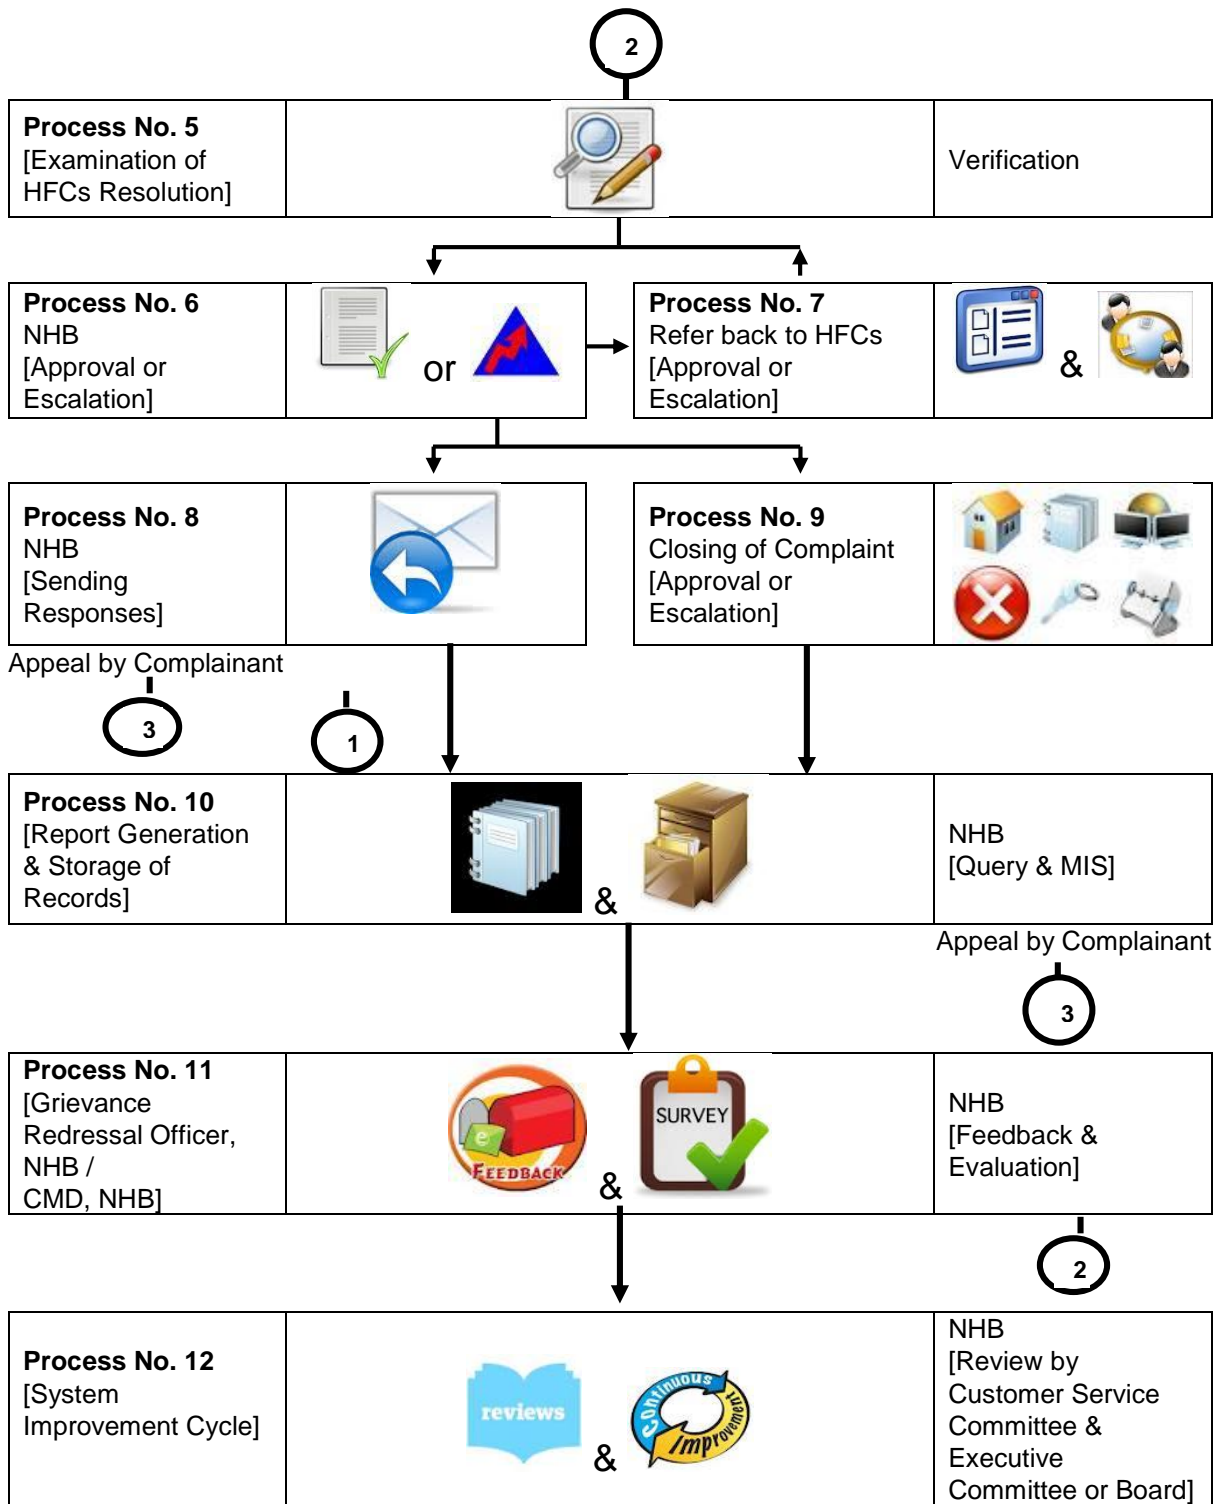 2
Process No. 5
[Examination of
HFCs Resolution]
Verification
Process No. 6
NHB
[Approval or
Escalation]
or
Process No. 7
Refer back to HFCs
[Approval or
Escalation]
&
Process No. 8
NHB
[Sending
Responses]
Process No. 9
Closing of Complaint
[Approval or
Escalation]
Appeal by Complainant
3
1
Process No. 10
[Report Generation
& Storage of
Records]
&
NHB
[Query & MIS]
Appeal by Complainant
3
Process No. 11
[Grievance
Redressal Officer,
NHB /
CMD, NHB]
e
FEEDBACK
&
SURVEY
NHB
[Feedback &
Evaluation]
2
Process No. 12
[System
Improvement Cycle]
reviews
&
Continuous
Improvement
NHB
[Review by
Customer Service
Committee &
Executive
Committee or Board]